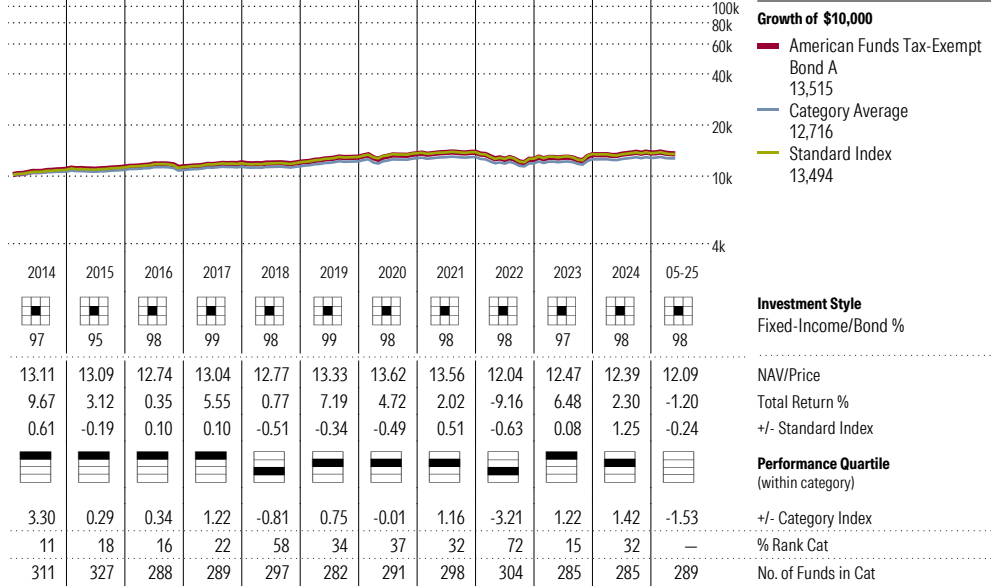 100k
80k
60k
40k
20k
10k
4k
Growth of $10,000
American Funds Tax-Exempt
Bond A
13,515
Category Average
12,716
Standard Index
13,494
2014 2015 2016 2017 2018 2019 2020 2021 2022 2023 2024 05-25
Investment Style
Fixed-Income/Bond %
97 95 98 99 98 99 98 98 98 97 98 98
13.11 13.09 12.74 13.04 12.77 13.33 13.62 13.56 12.04 12.47 12.39 12.09 NAV/Price
9.67 3.12 0.35 5.55 0.77 7.19 4.72 2.02 -9.16 6.48 2.30 -1.20 Total Return %
0.61 -0.19 0.10 0.10 -0.51 -0.34 -0.49 0.51 -0.63 0.08 1.25 -0.24 +/- Standard Index
Performance Quartile
(within category)
3.30 0.29 0.34 1.22 -0.81 0.75 -0.01 1.16 -3.21 1.22 1.42 -1.53 +/- Category Index
11 18 16 22 58 34 37 32 72 15 32 — % Rank Cat
311 327 288 289 297 282 291 298 304 285 285 289 No. of Funds in Cat